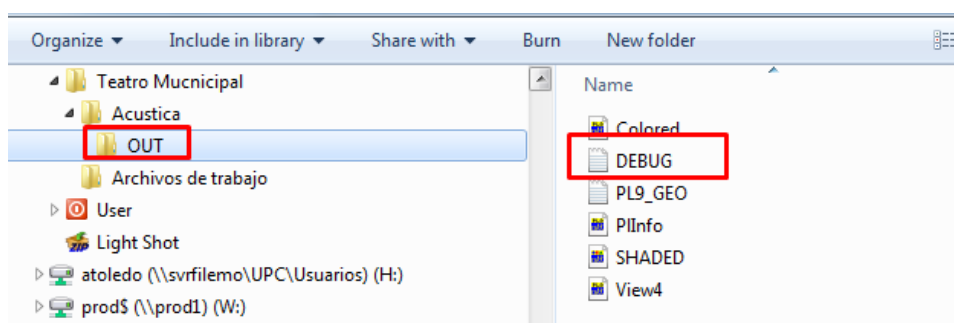 Organize Include in library Share with Burn New folder
Teatro Mucnicipal
Acustica
OUT
Archivos de trabajo
User
Light Shot
atoledo (\\svrfilemo\UPC\Usuarios) (H:)
prod$ (\\prod1) (W:)
Name
Colored
DEBUG
PL9_GEO
PlInfo
SHADED
View4